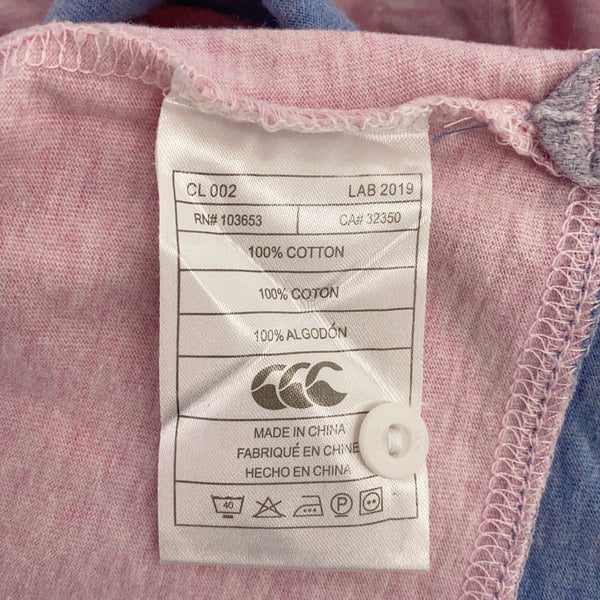 CL 002 LAB 2019
RN# 103653 CA# 32350
100% COTTON
100% COTON
100% ALGODÓN
CCC
MADE IN CHINA
FABRIQUÉ EN CHINE
HECHO EN CHINA
40 P